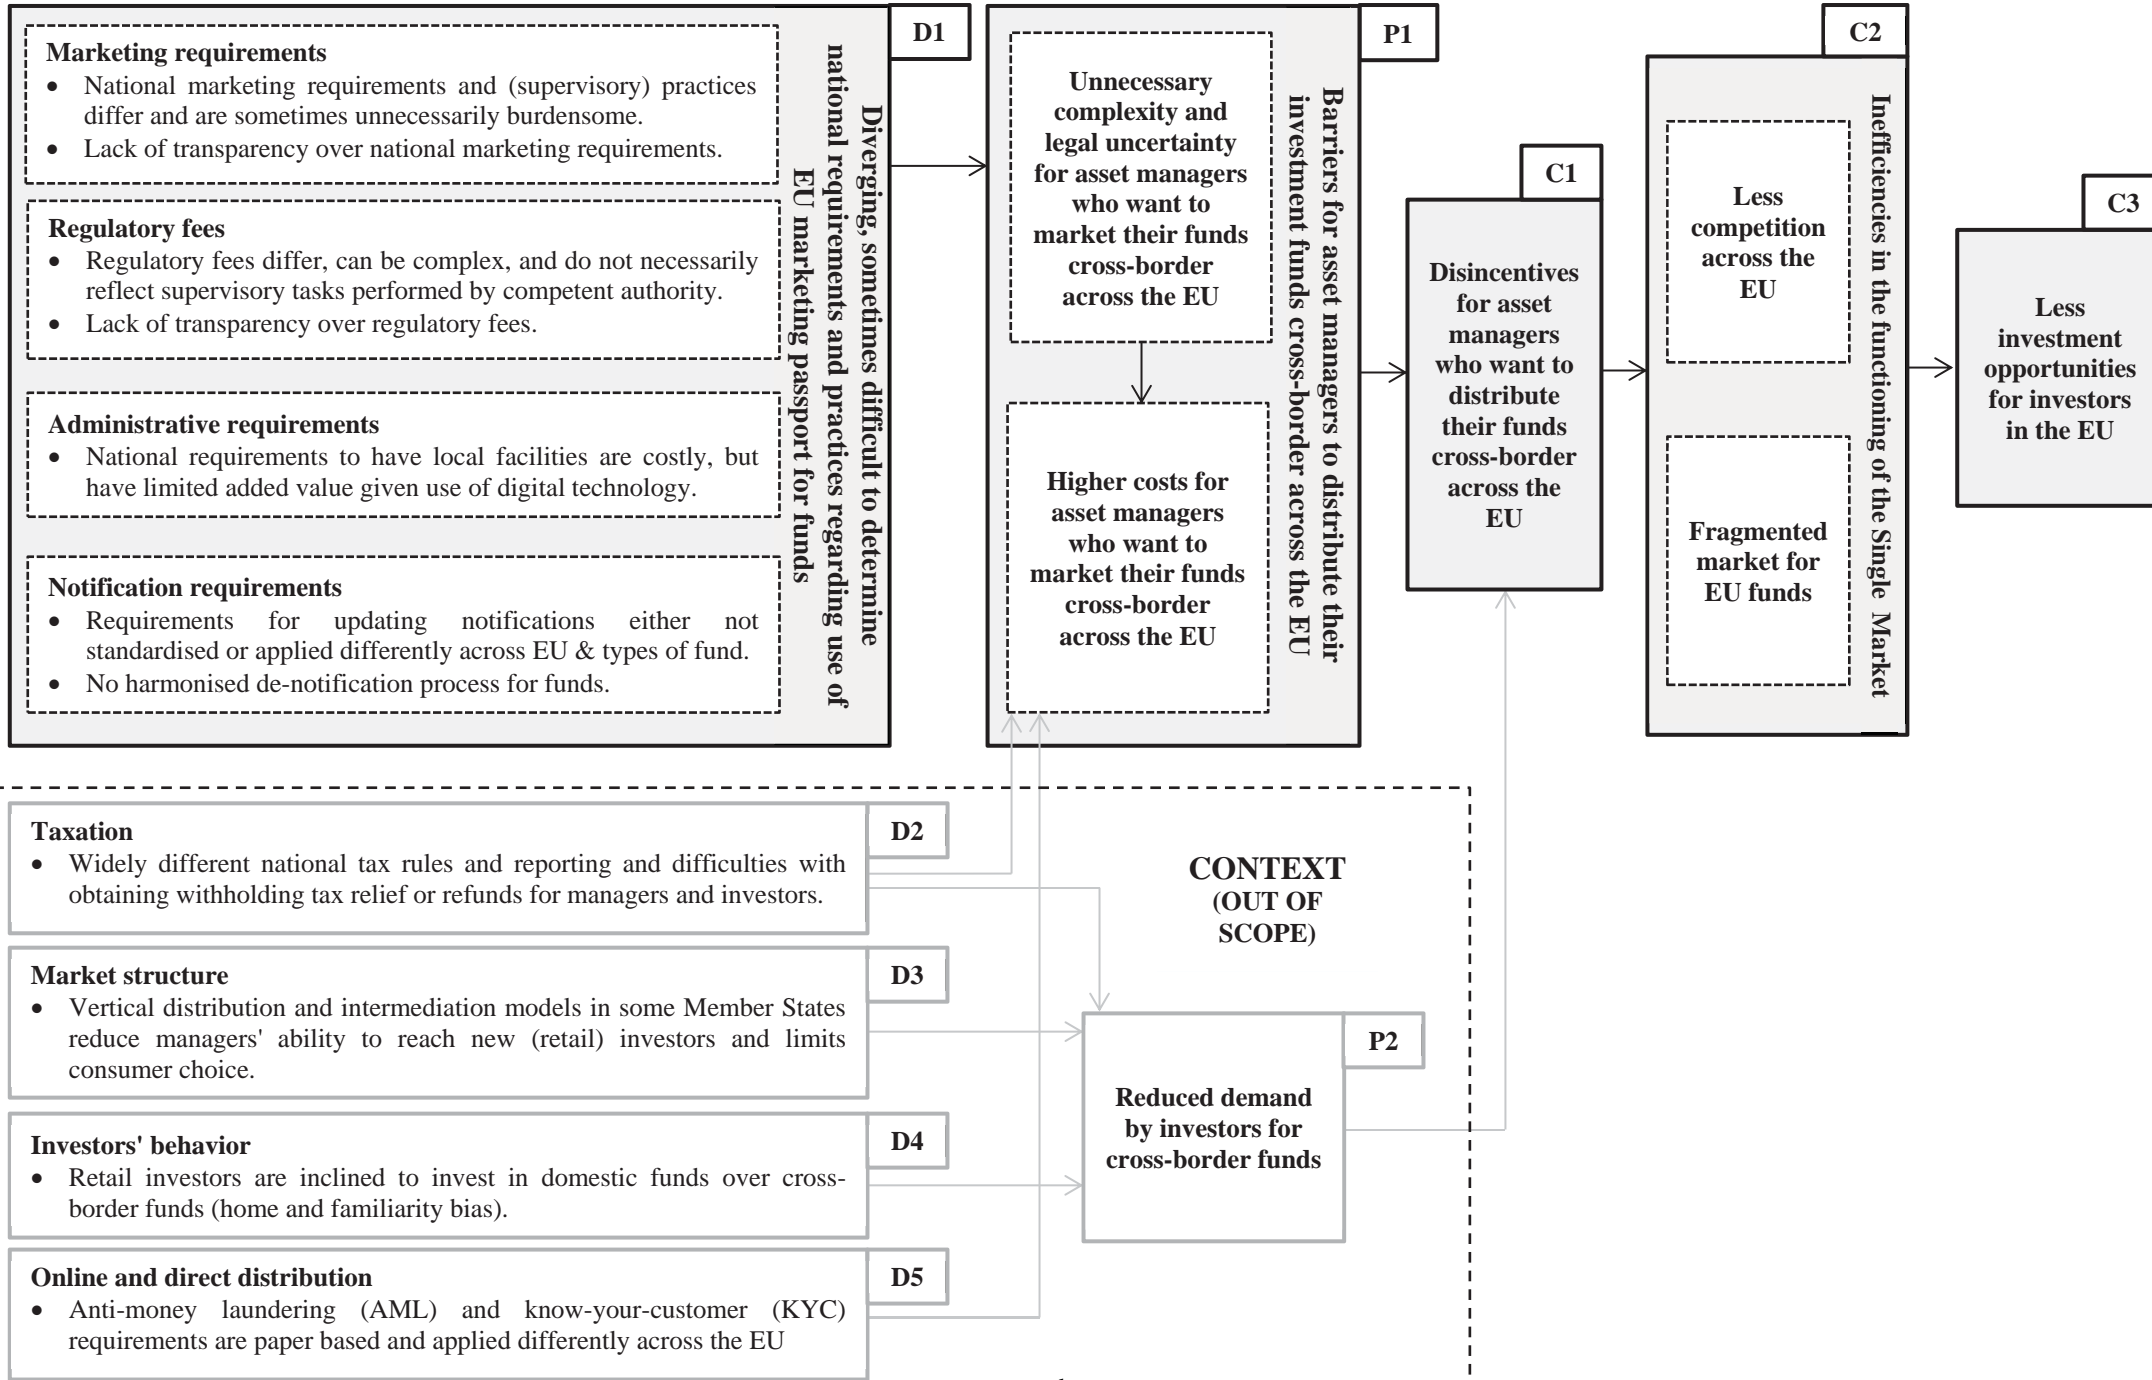 D1
Marketing requirements
• National marketing requirements and (supervisory) practices
differ and are sometimes unnecessarily burdensome.
• Lack of transparency over national marketing requirements.
Regulatory fees
• Regulatory fees differ, can be complex, and do not necessarily
reflect supervisory tasks performed by competent authority.
• Lack of transparency over regulatory fees.
Administrative requirements
• National requirements to have local facilities are costly, but
have limited added value given use of digital technology.
Notification requirements
• Requirements for updating notifications either not
standardised or applied differently across EU & types of fund.
• No harmonised de-notification process for funds.
Diverging, sometimes difficult to determine
national requirements and practices regarding use of
EU marketing passport for funds
P1
Unnecessary
complexity and
legal uncertainty
for asset managers
who want to
market their funds
cross-border
across the EU
Higher costs for
asset managers
who want to
market their funds
cross-border
across the EU
Barriers for asset managers to distribute their
investment funds cross-border across the EU
C1
Disincentives
for asset
managers
who want to
distribute
their funds
cross-border
across the
EU
C2
Less
competition
across the
EU
Fragmented
market for
EU funds
Inefficiencies in the functioning of the Single Market
C3
Less
investment
opportunities
for investors
in the EU
D2
Taxation
• Widely different national tax rules and reporting and difficulties with
obtaining withholding tax relief or refunds for managers and investors.
D3
Market structure
• Vertical distribution and intermediation models in some Member States
reduce managers' ability to reach new (retail) investors and limits
consumer choice.
D4
Investors' behavior
• Retail investors are inclined to invest in domestic funds over cross-
border funds (home and familiarity bias).
D5
Online and direct distribution
• Anti-money laundering (AML) and know-your-customer (KYC)
requirements are paper based and applied differently across the EU
CONTEXT
(OUT OF
SCOPE)
P2
Reduced demand
by investors for
cross-border funds